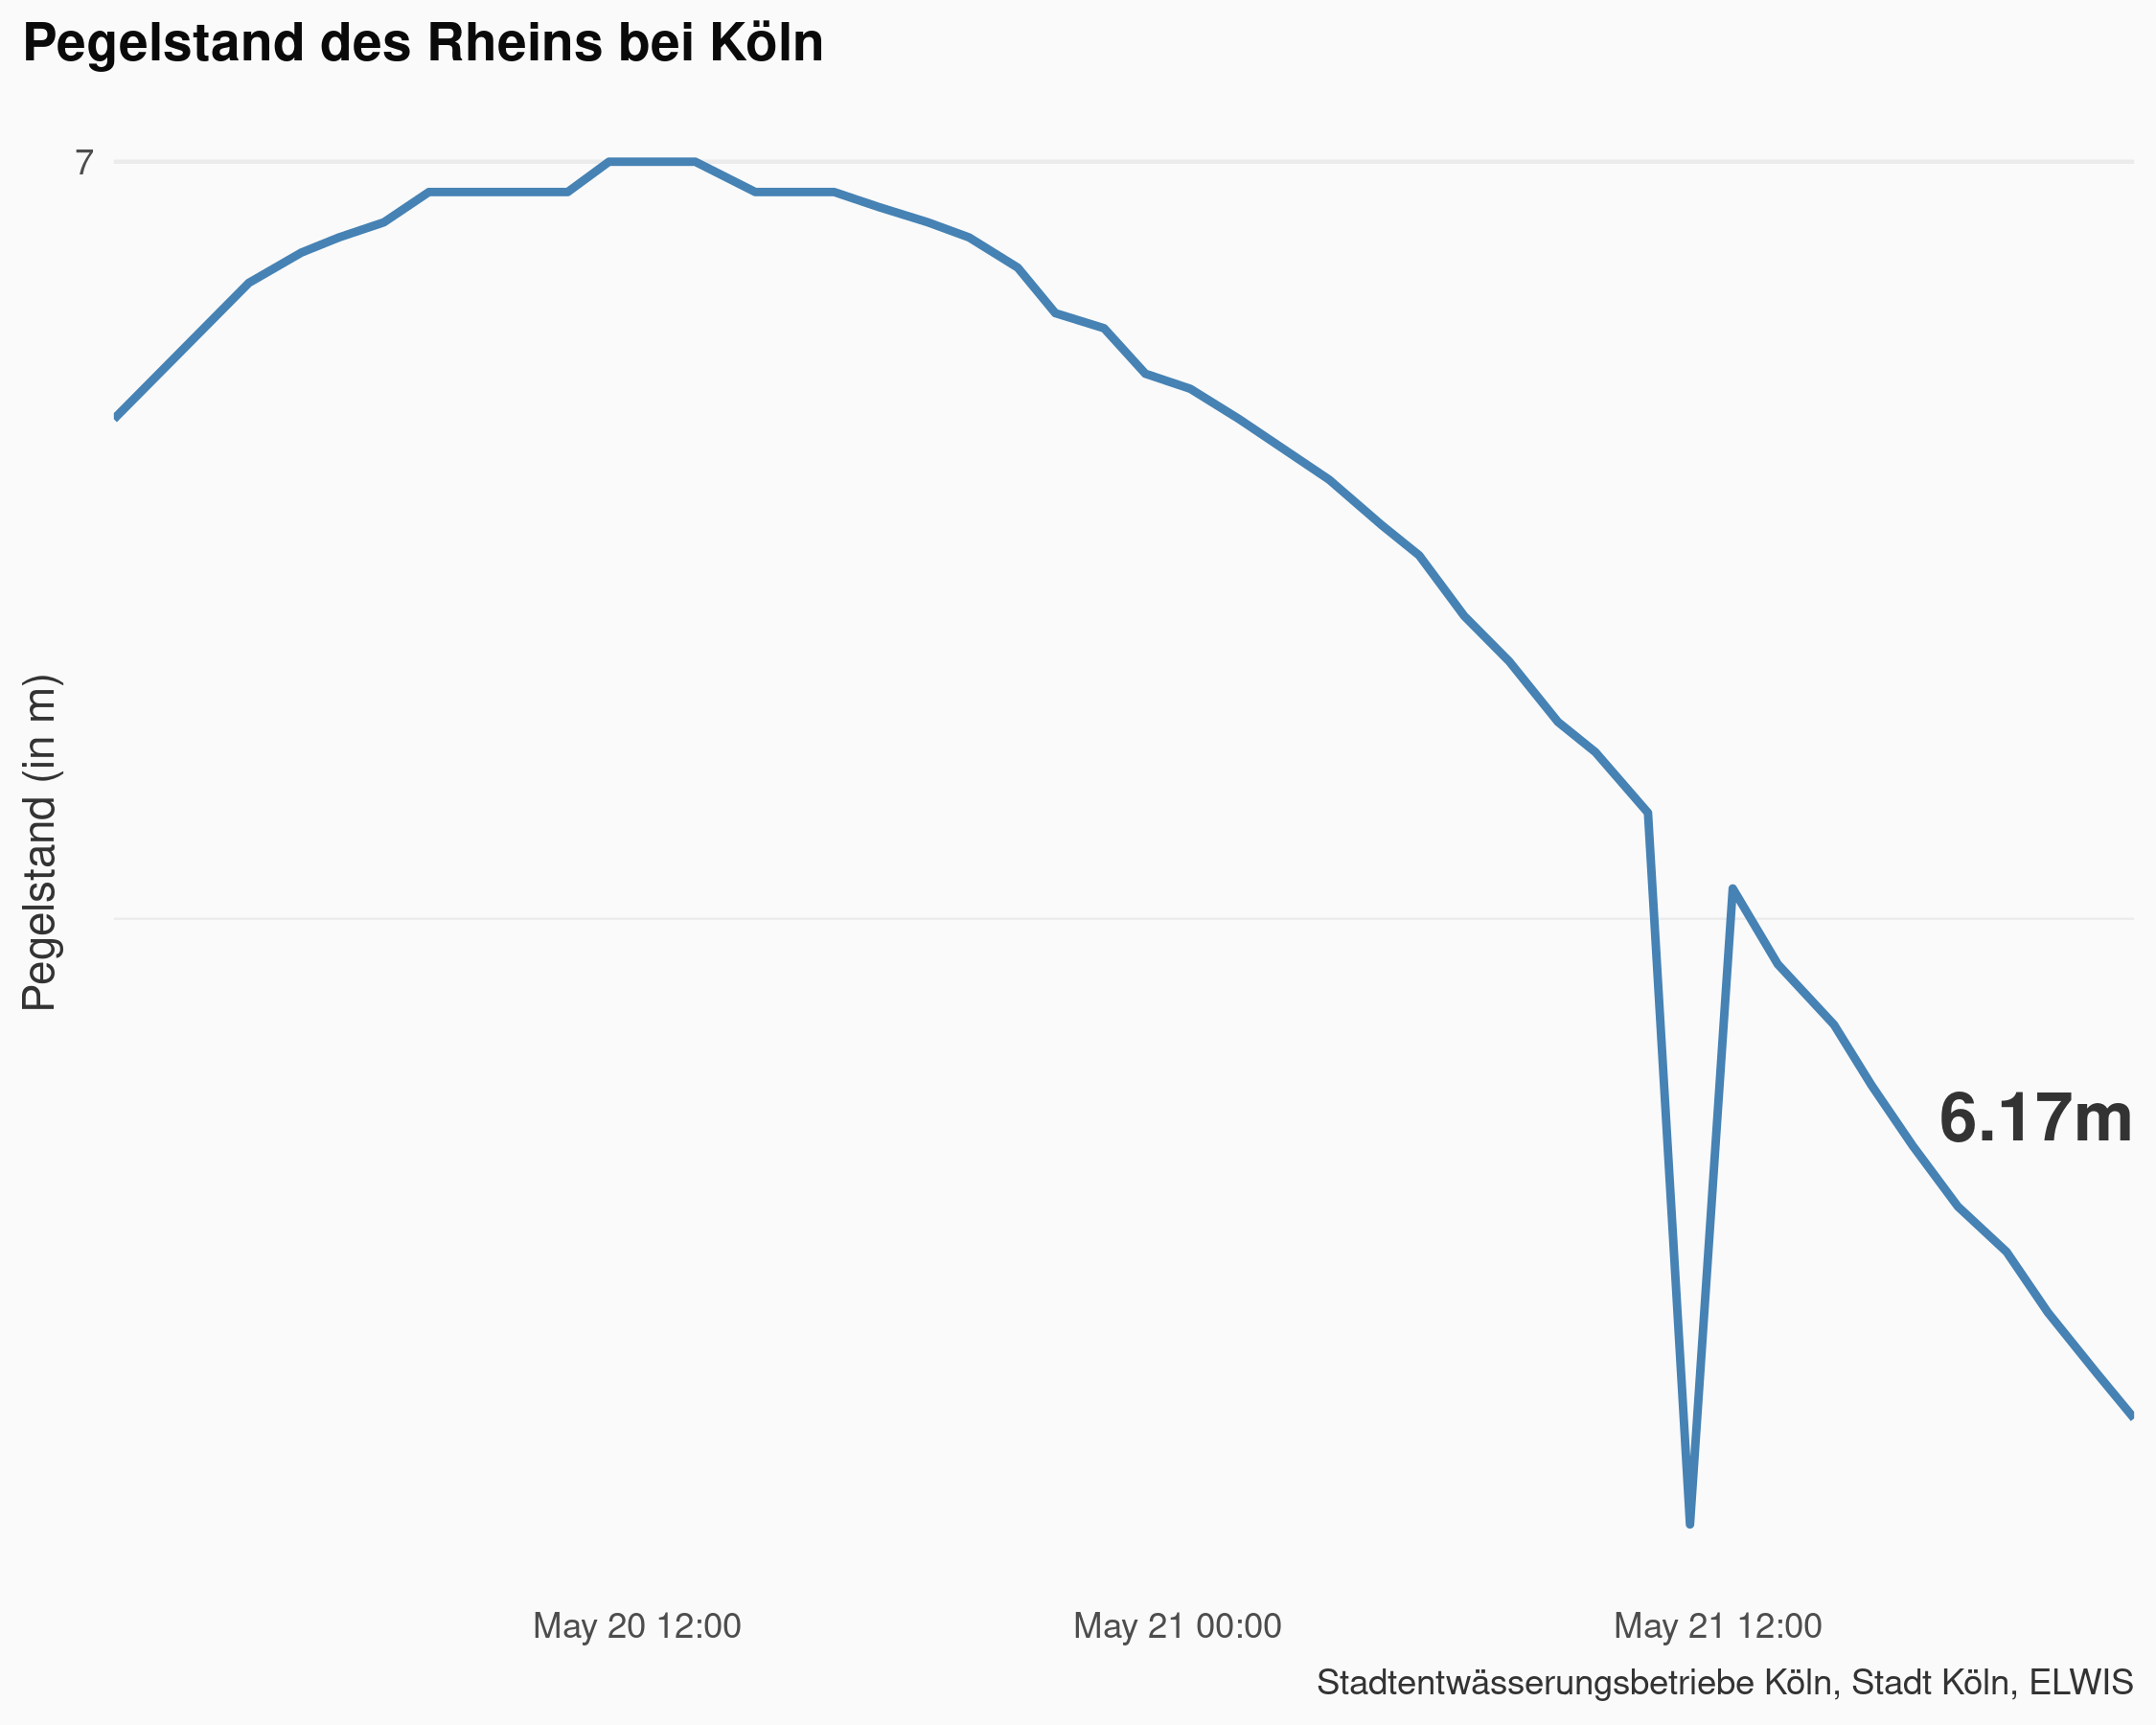 Pegelstand des Rheins bei Köln
7
Pegelstand (in m)
6.17m
May 20 12:00
May 21 00:00
May 21 12:00
Stadtentwässerungsbetriebe Köln, Stadt Köln, ELWIS